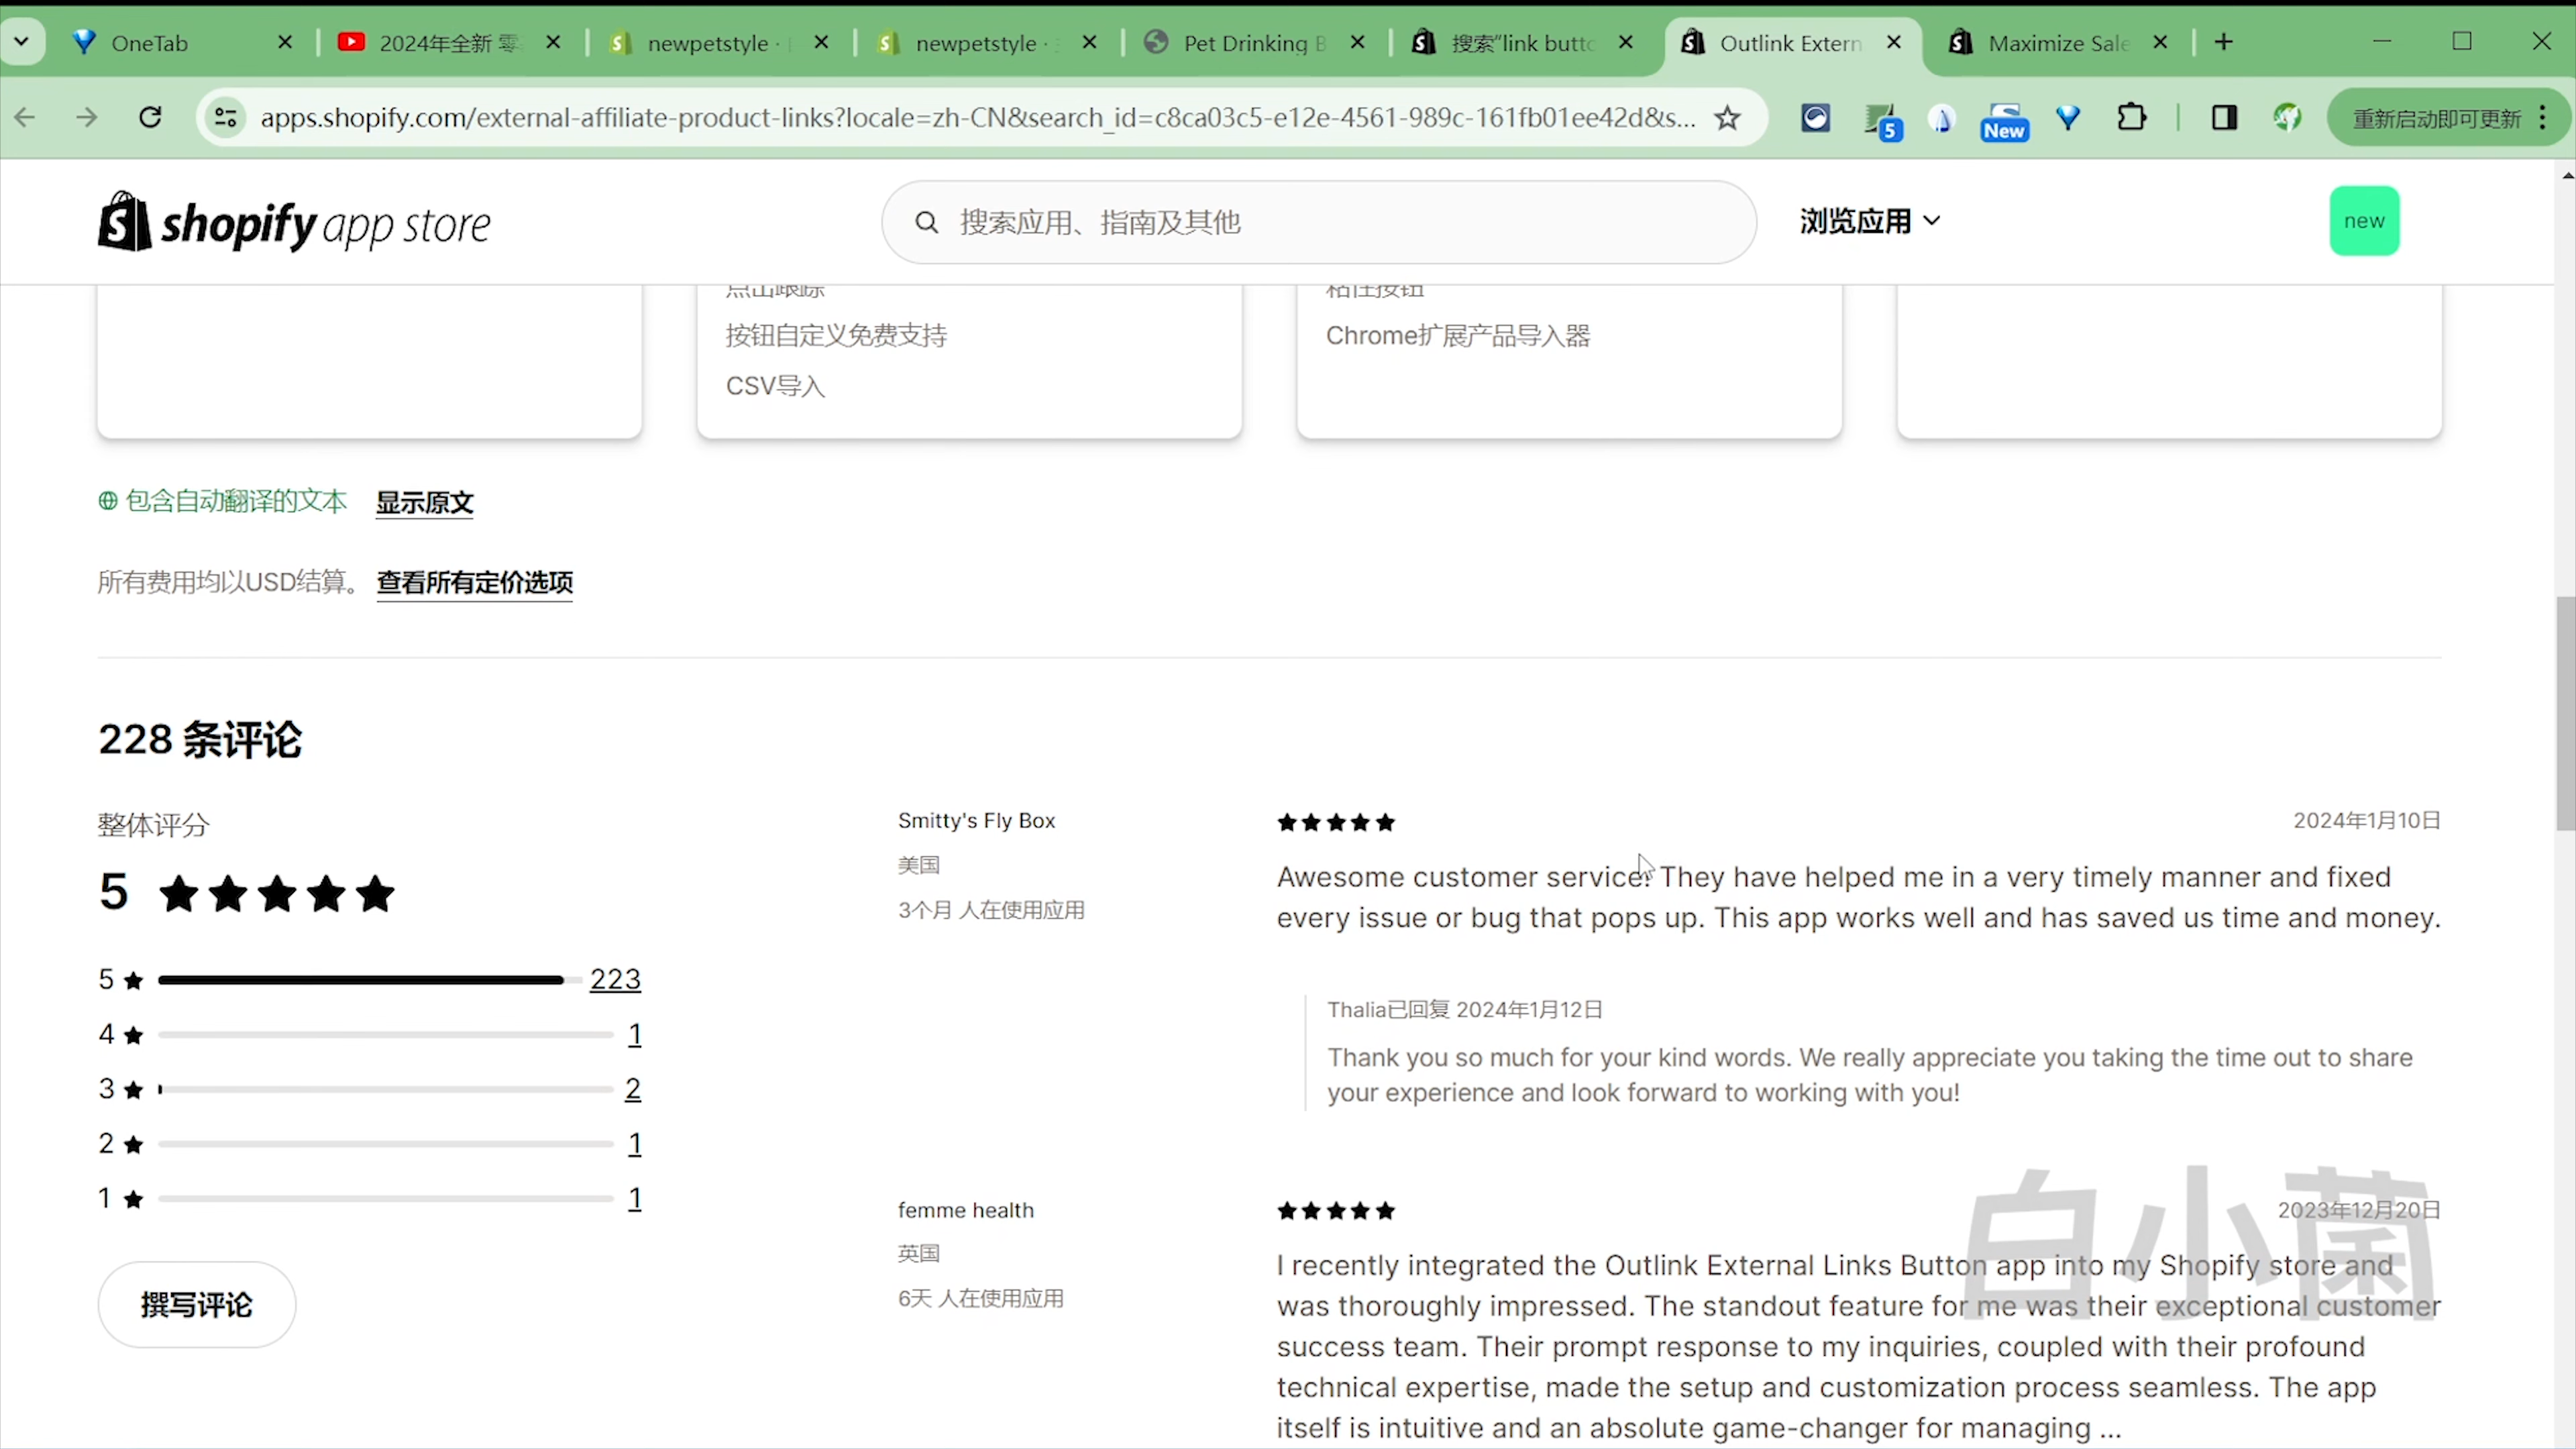 OneTab
2024年全新 零
newpetstyle ·
newpetstyle ·
Pet Drinking B
搜索"link butto
Outlink Extern
Maximize Sale
apps.shopify.com/external-affiliate-product-links?locale=zh-CN&search_id=c8ca03c5-e12e-4561-989c-161fb01ee42d&s...
5
New
重新启动即可更新
shopify app store
搜索应用、指南及其他
浏览应用
new
点击跟踪
按钮自定义免费支持
CSV导入
粘性按钮
Chrome扩展产品导入器
包含自动翻译的文本 显示原文
所有费用均以USD结算。 查看所有定价选项
228 条评论
整体评分
5
5 223
4 1
3 2
2 1
1 1
撰写评论
Smitty's Fly Box
美国
3个月 人在使用应用
2024年1月10日
Awesome customer service! They have helped me in a very timely manner and fixed
every issue or bug that pops up. This app works well and has saved us time and money.
Thalia已回复 2024年1月12日
Thank you so much for your kind words. We really appreciate you taking the time out to share
your experience and look forward to working with you!
femme health
英国
6天 人在使用应用
2023年12月20日
I recently integrated the Outlink External Links Button app into my Shopify store and
was thoroughly impressed. The standout feature for me was their exceptional customer
success team. Their prompt response to my inquiries, coupled with their profound
technical expertise, made the setup and customization process seamless. The app
itself is intuitive and an absolute game-changer for managing ...
白小菌